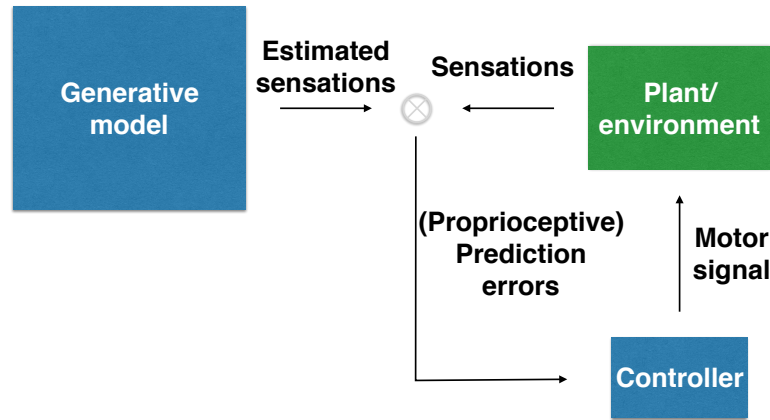 Generative
model
Estimated
sensations
Sensations
Plant/
environment
(Proprioceptive)
Prediction
errors
Motor
signal
Controller